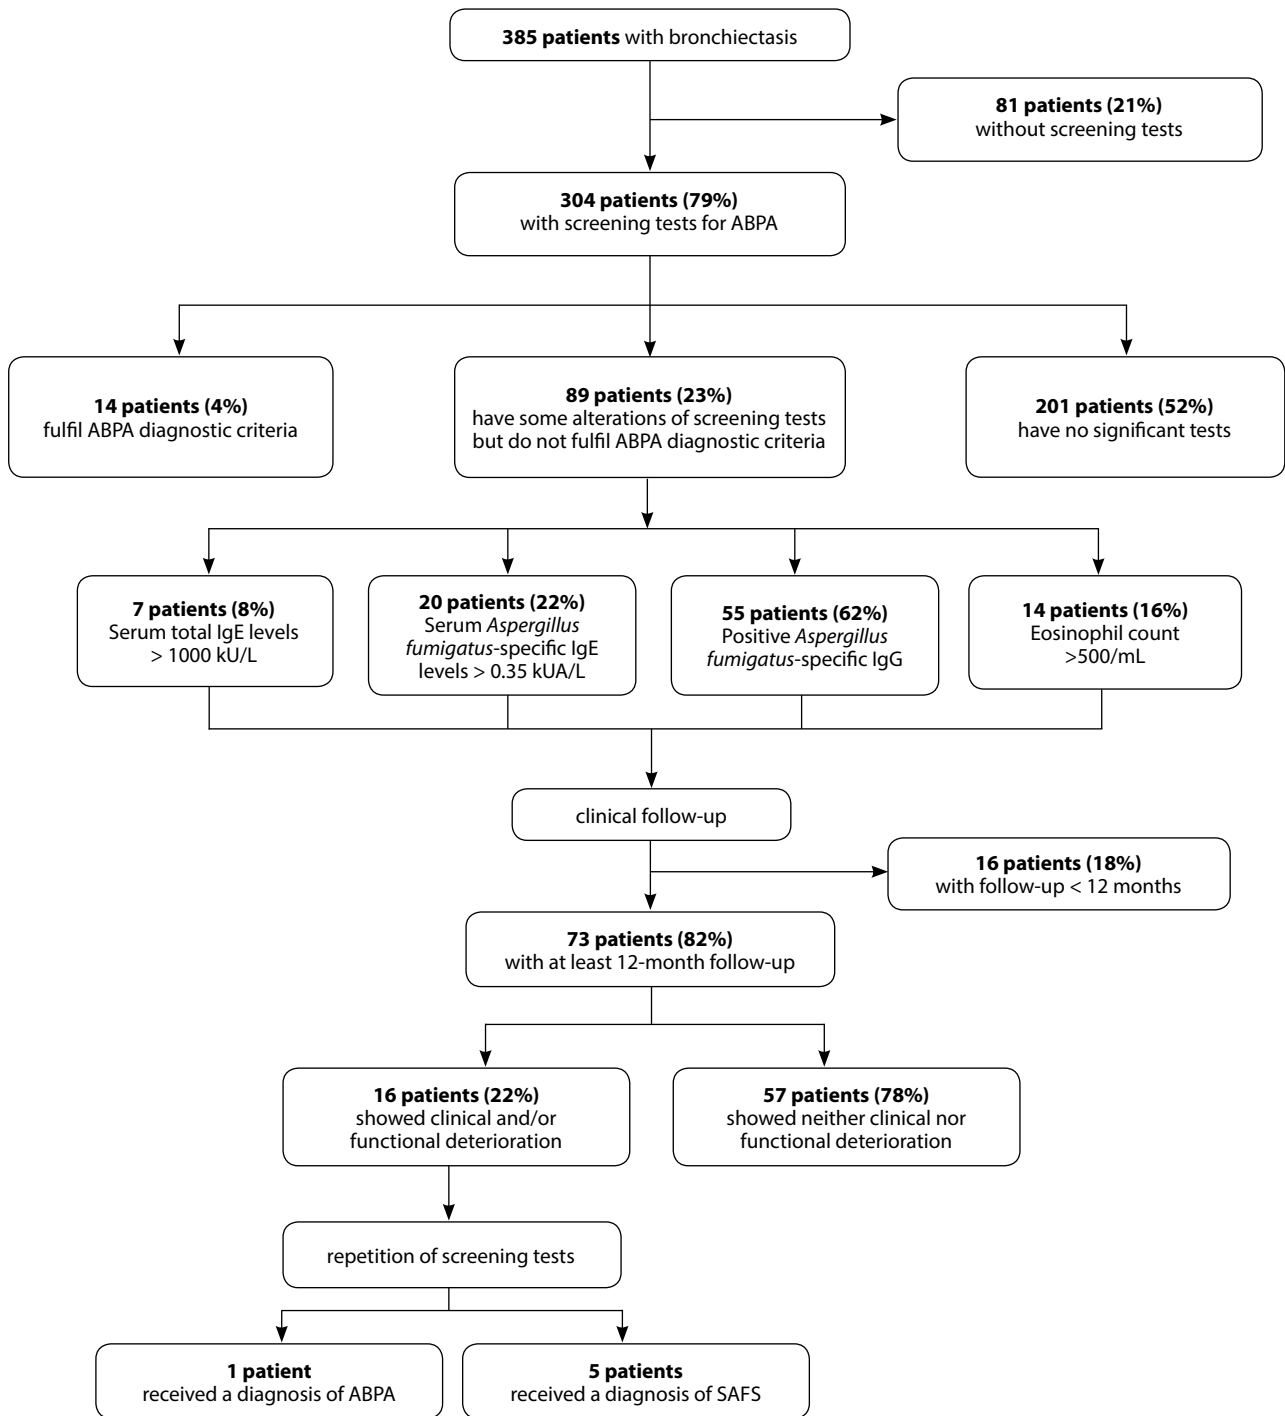 385 patients with bronchiectasis
81 patients (21%)
without screening tests
304 patients (79%)
with screening tests for ABPA
14 patients (4%)
fulfil ABPA diagnostic criteria
89 patients (23%)
have some alterations of screening tests
but do not fulfil ABPA diagnostic criteria
201 patients (52%)
have no significant tests
7 patients (8%)
Serum total IgE levels
> 1000 kU/L
20 patients (22%)
Serum Aspergillus
fumigatus-specific IgE
levels > 0.35 kUA/L
55 patients (62%)
Positive Aspergillus
fumigatus-specific IgG
14 patients (16%)
Eosinophil count
>500/mL
clinical follow-up
16 patients (18%)
with follow-up < 12 months
73 patients (82%)
with at least 12-month follow-up
16 patients (22%)
showed clinical and/or
functional deterioration
57 patients (78%)
showed neither clinical nor
functional deterioration
repetition of screening tests
1 patient
received a diagnosis of ABPA
5 patients
received a diagnosis of SAFS